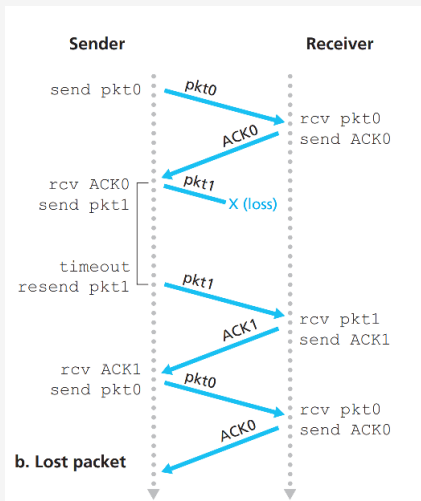 Sender
Receiver
send pkt0
pkt0
rcv pkt0
send ACK0
ACK0
rcv ACK0
send pkt1
pkt1
X (loss)
timeout
resend pkt1
pkt1
rcv pkt1
send ACK1
ACK1
rcv ACK1
send pkt0
pkt0
rcv pkt0
send ACK0
ACK0
b. Lost packet